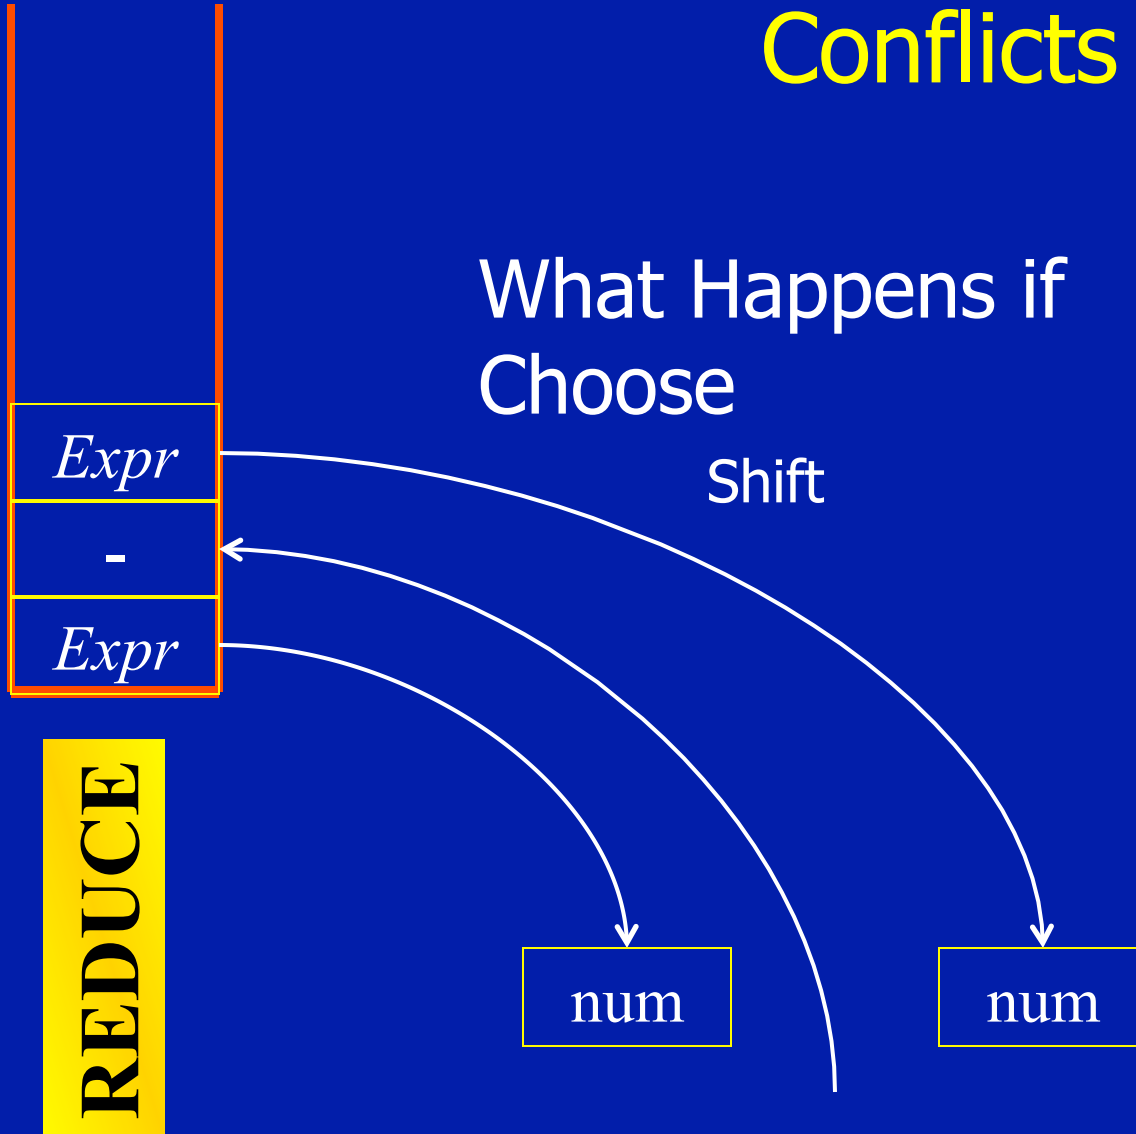 Conflicts
What Happens if
Choose
Shift
Expr
-
Expr
REDUCE
num
num